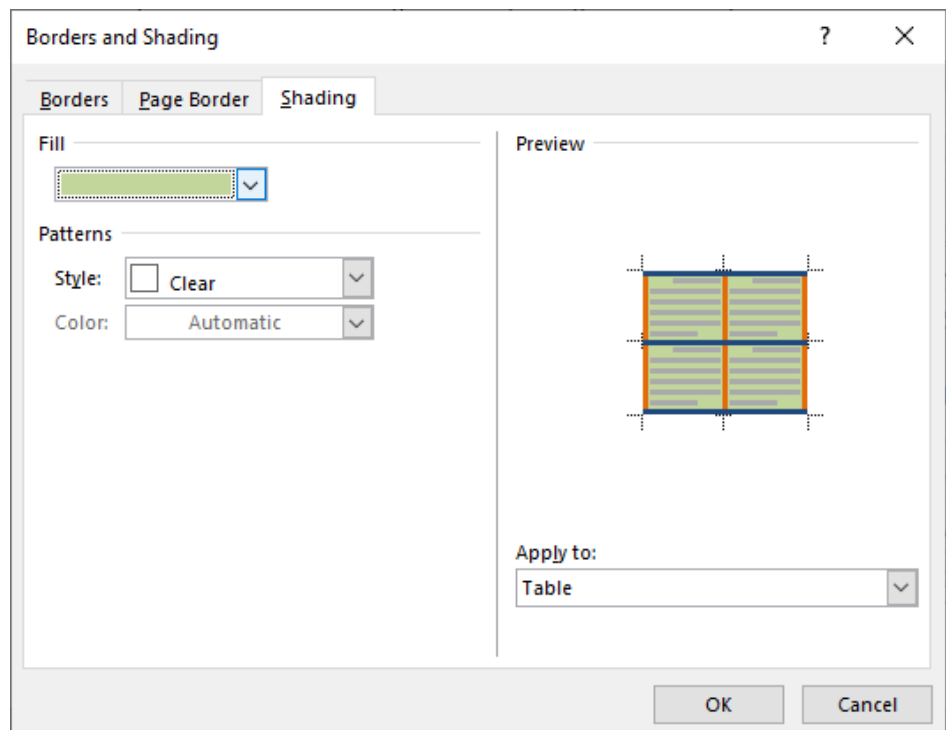 Borders and Shading
?
Borders
Page Border
Shading
Fill
Preview
Patterns
Style:
Clear
Color:
Automatic
Apply to:
Table
OK
Cancel